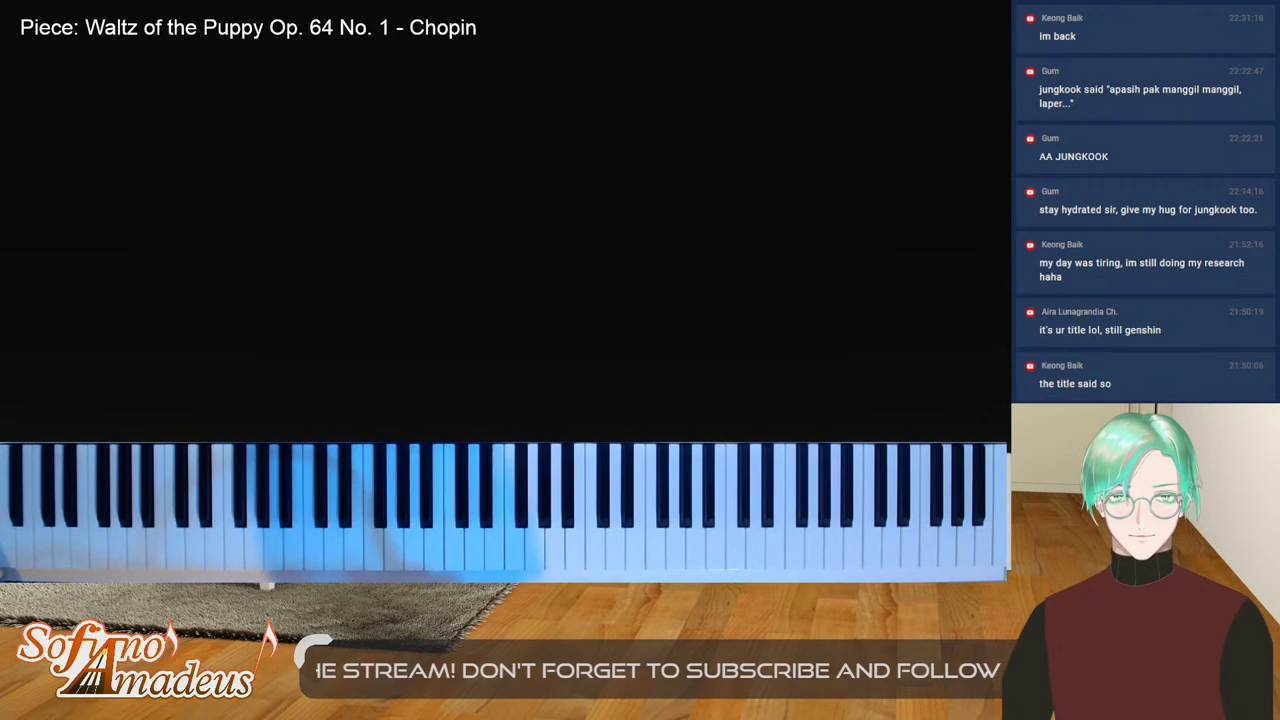 Piece: Waltz of the Puppy Op. 64 No. 1 - Chopin
Keong Baik 22:31:16
im back
Gum 22:22:47
jungkook said "apasih pak manggil manggil,
laper..."
Gum 22:22:21
AA JUNGKOOK
Gum 22:14:16
stay hydrated sir, give my hug for jungkook too.
Keong Baik 21:52:16
my day was tiring, im still doing my research
haha
Aira Lunagrandia Ch. 21:50:19
it's ur title lol, still genshin
Keong Baik 21:50:06
the title said so
Sofiano
Amadeus
HE STREAM! DON'T FORGET TO SUBSCRIBE AND FOLLOW